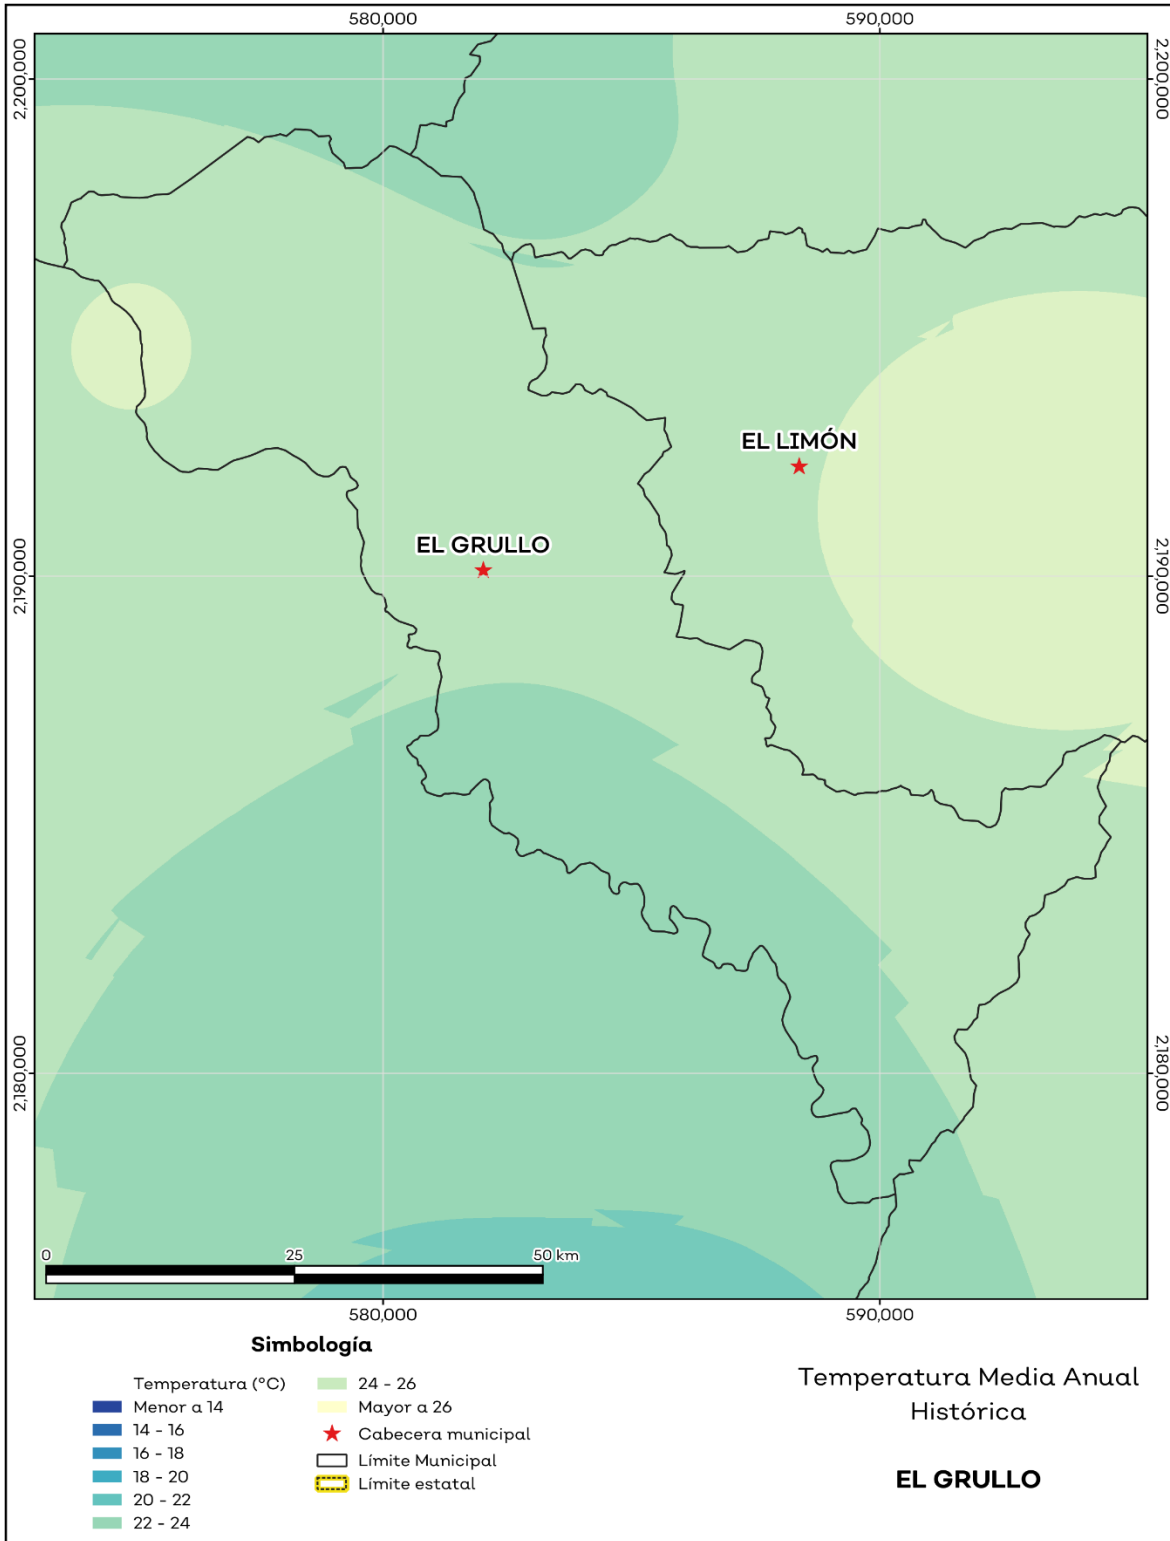 580,000
590,000
2,200,000
2,200,000
EL LIMÓN
EL GRULLO
2,190,000
2,190,000
2,180,000
2,180,000
0
25
50 km
580,000
590,000
Simbología
Temperatura (°C)
Menor a 14
14 - 16
16 - 18
18 - 20
20 - 22
22 - 24
24 - 26
Mayor a 26
Cabecera municipal
Límite Municipal
Límite estatal
Temperatura Media Anual
Histórica
EL GRULLO